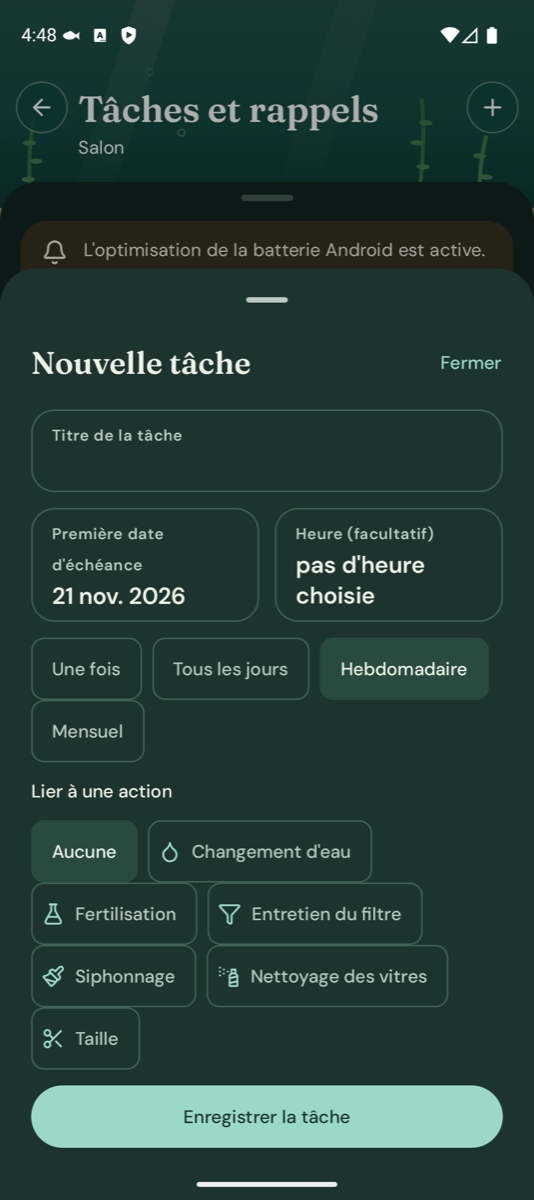 4:48
Tâches et rappels
Salon
L'optimisation de la batterie Android est active.
Nouvelle tâche
Fermer
Titre de la tâche
Première date
d'échéance
21 nov. 2026
Heure (facultatif)
pas d'heure
choisie
Une fois
Tous les jours
Hebdomadaire
Mensuel
Lier à une action
Aucune
Changement d'eau
Fertilisation
Entretien du filtre
Siphonnage
Nettoyage des vitres
Taille
Enregistrer la tâche